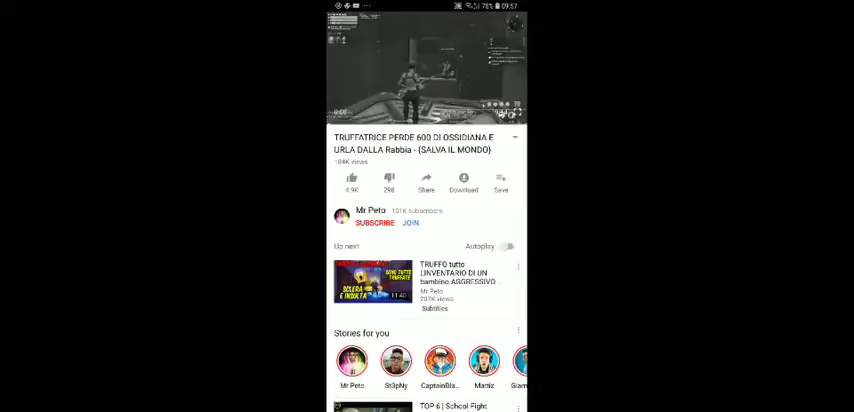 78% 09:57
TRUFFATRICE PERDE 600 DI OSSIDIANA E
URLA DALLA Rabbia - {SALVA IL MONDO}
184K views
4.9K 298 Share Download Save
Mr Peto 101K subscribers
SUBSCRIBE JOIN
Up next Autoplay
SONO TUTTE
TRUFFATE
SCLERA
E INSULTA
11:40
TRUFFO tutto
L'INVENTARIO DI UN
bambino AGGRESSIVO ...
Mr Peto
207K views
Subtitles
Stories for you
Mr Peto St3pNy CaptainBla... Mattiz Giam
TOP 6 | School Fight